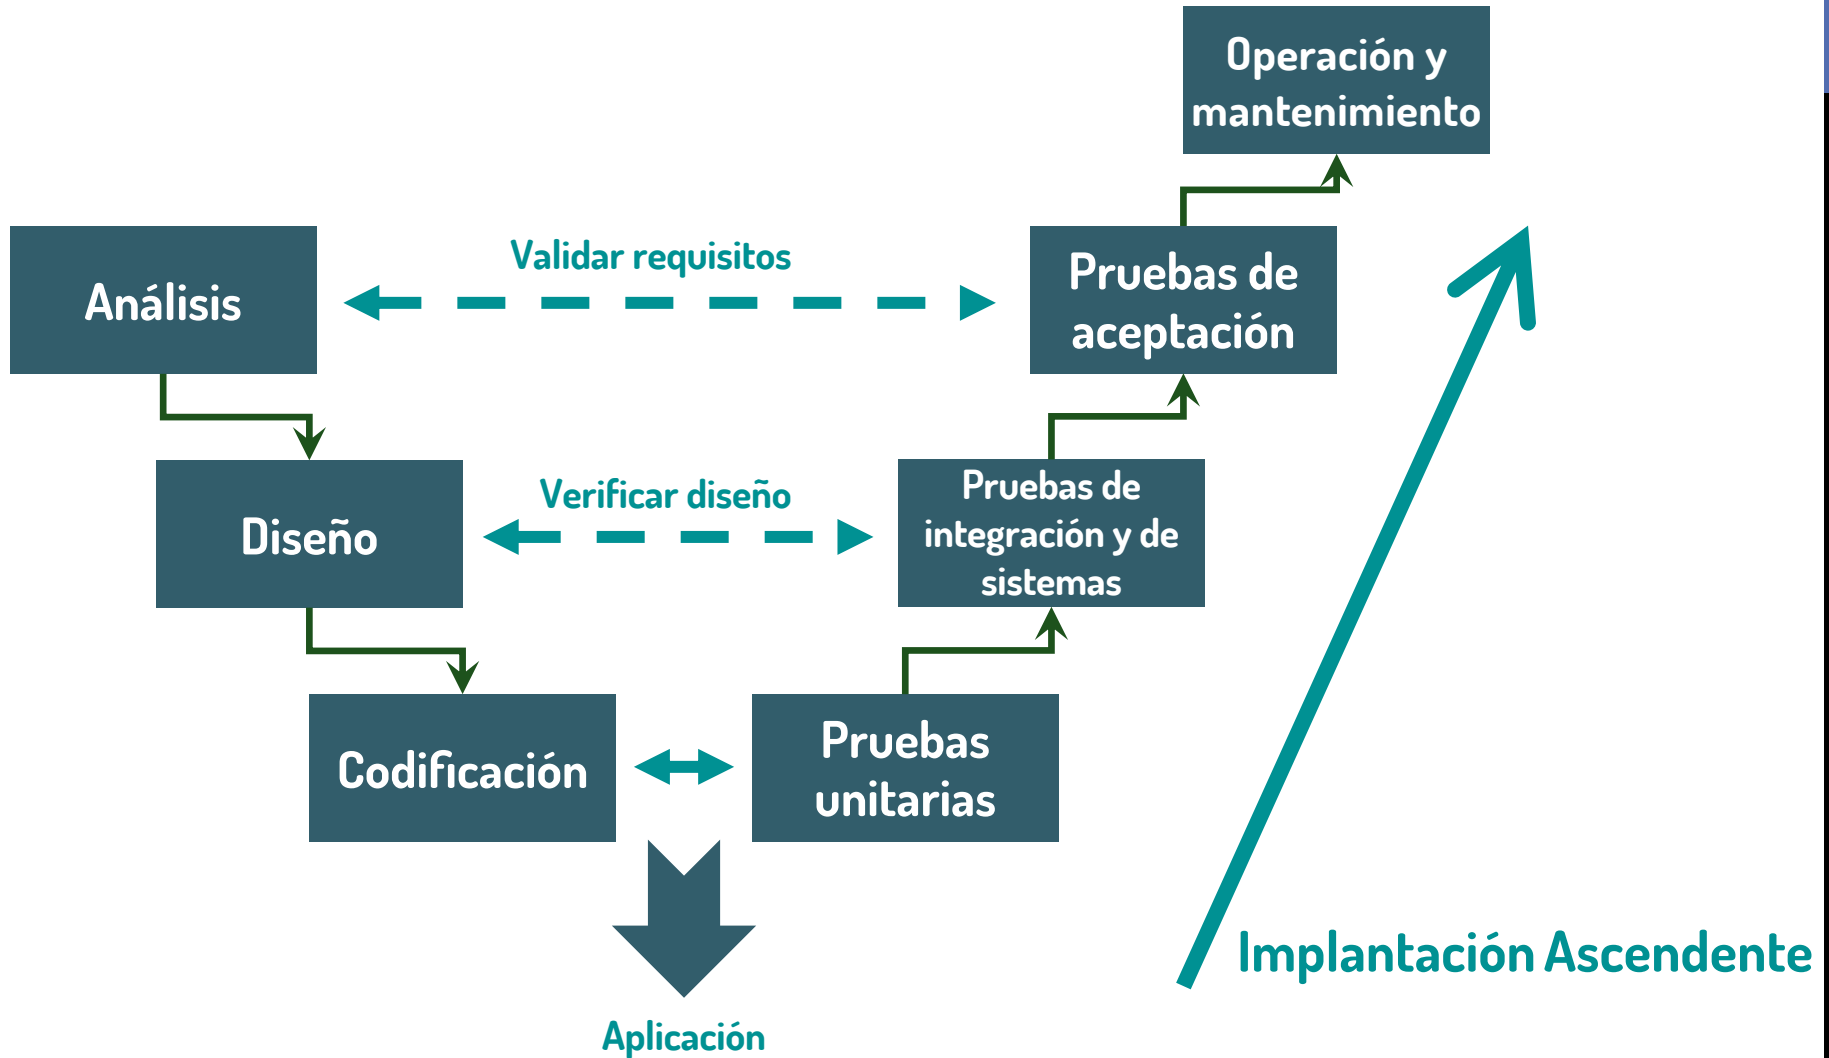 Operación y
mantenimiento
Análisis
Validar requisitos
Pruebas de
aceptación
Diseño
Verificar diseño
Pruebas de
integración y de
sistemas
Codificación
Pruebas
unitarias
Implantación Ascendente
Aplicación